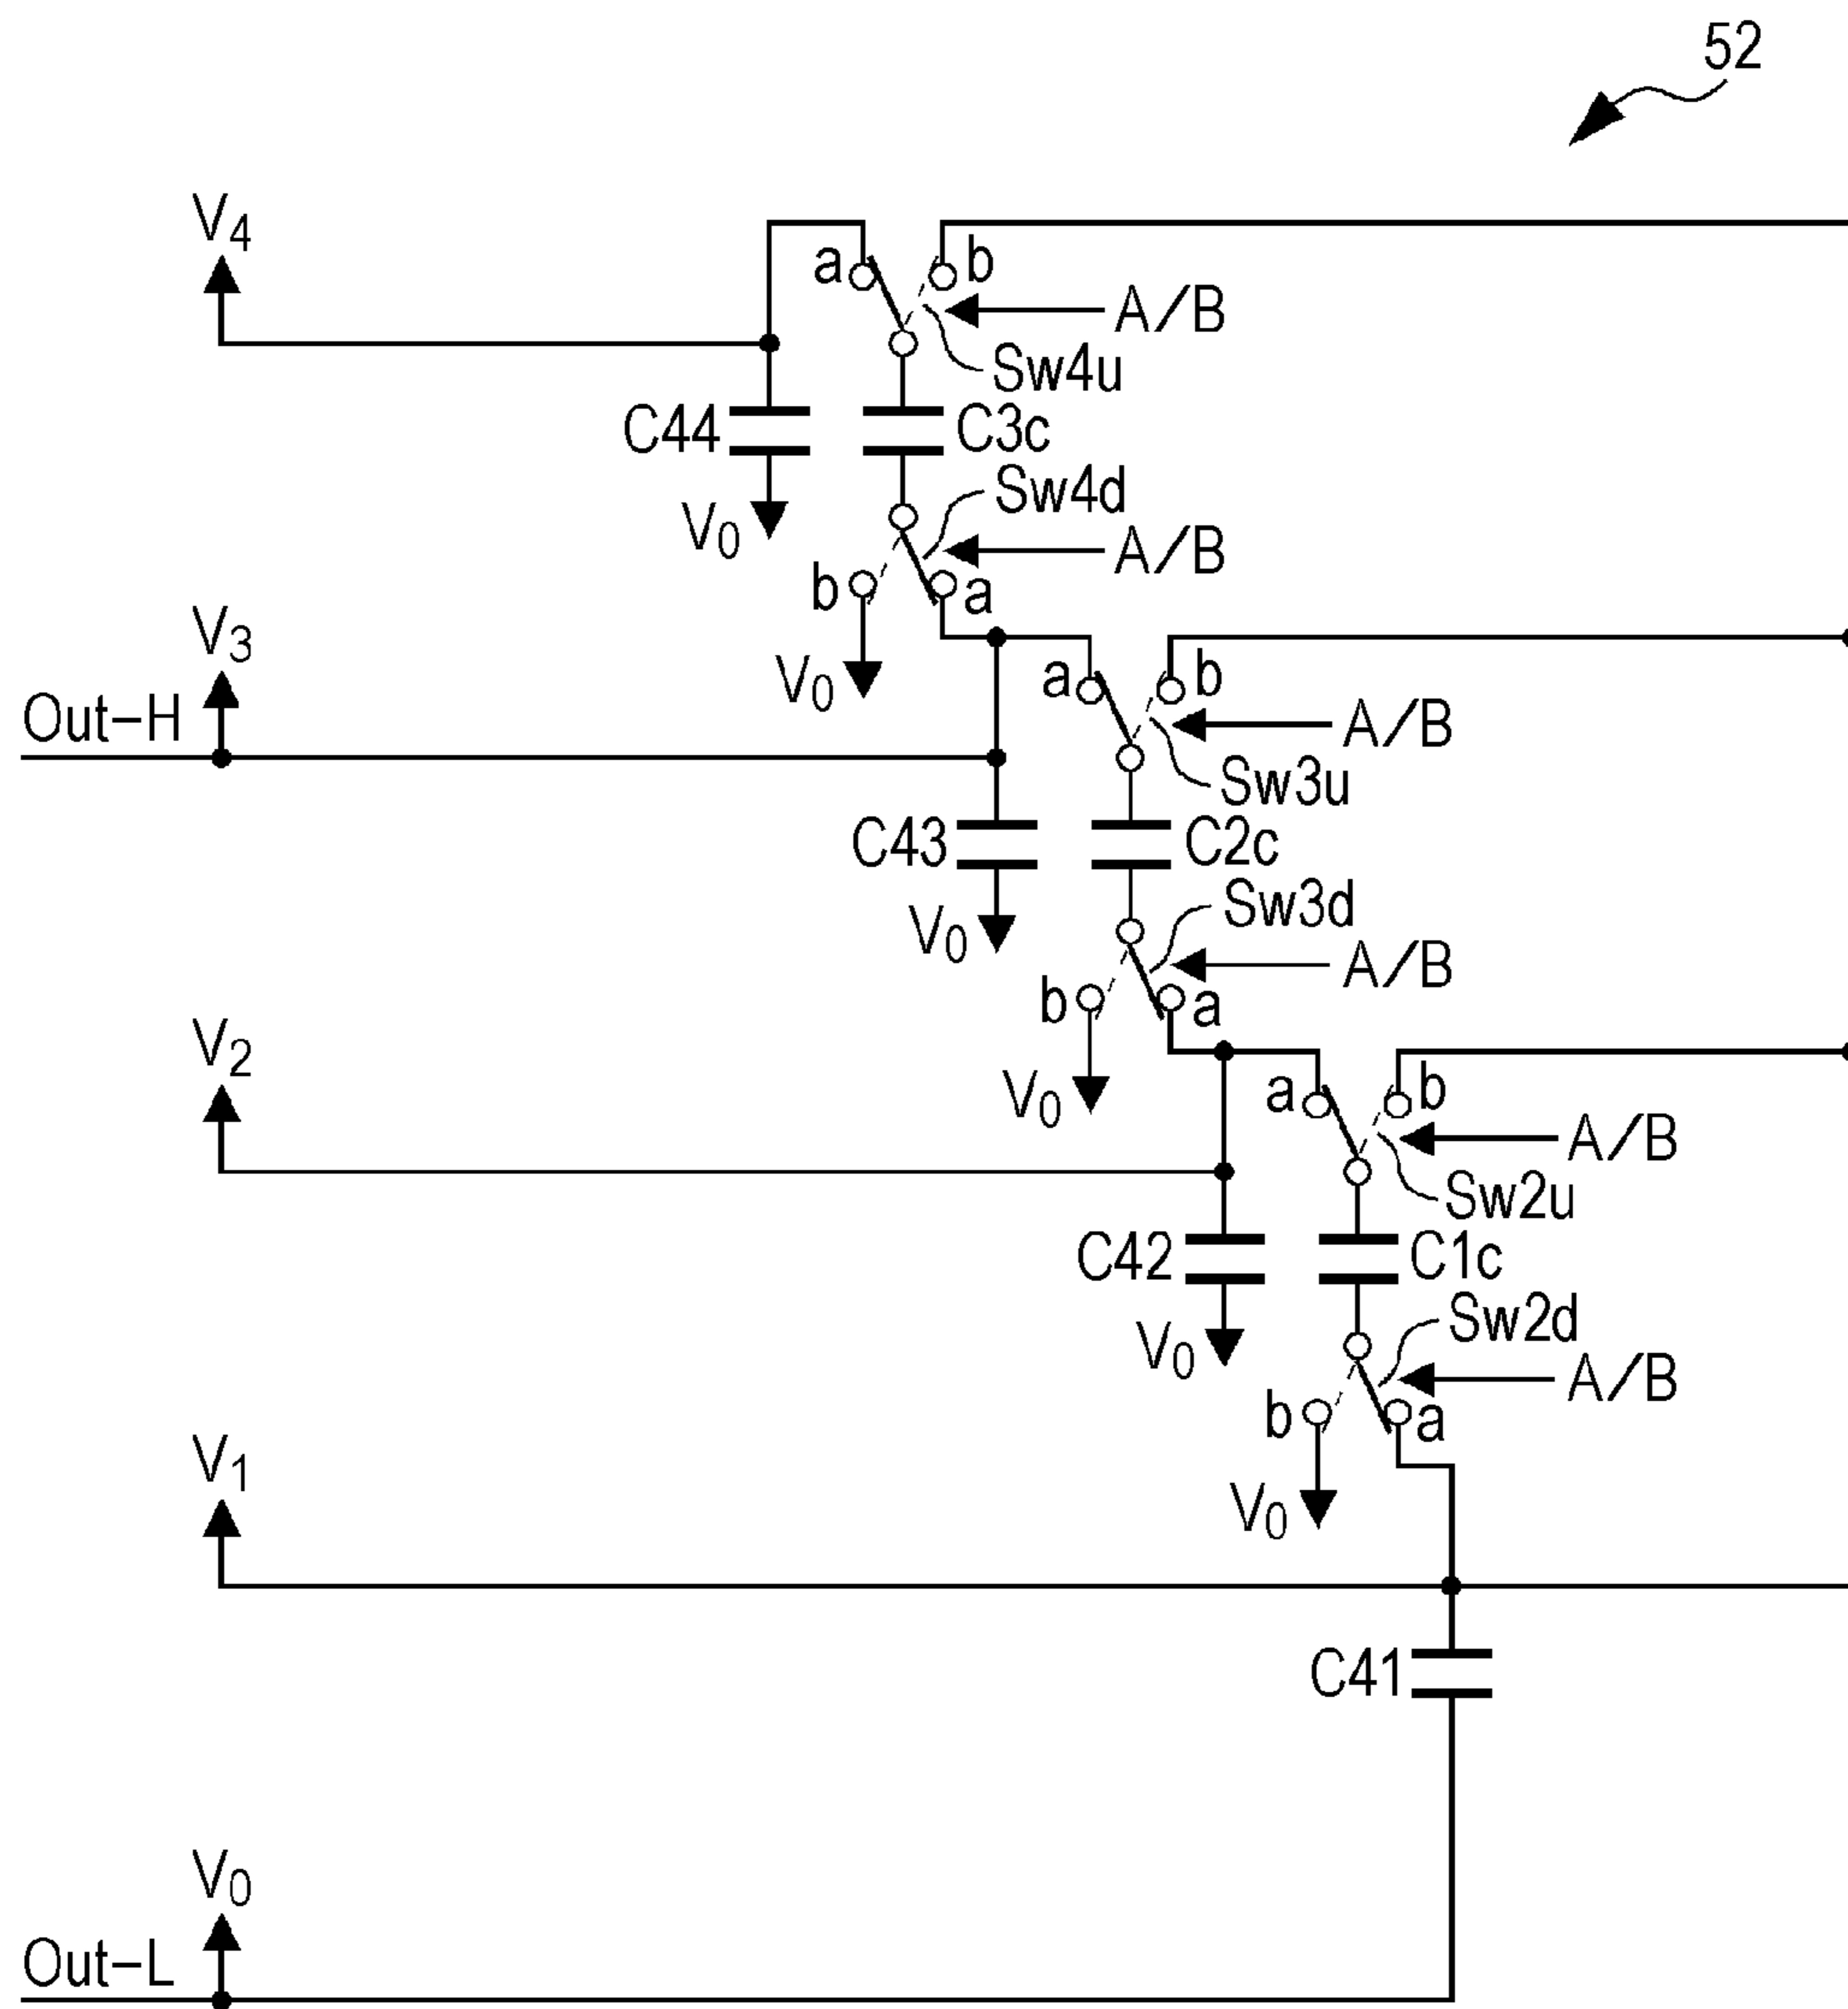 52
V4
a
b
A/B
Sw4u
C44
C3c
Sw4d
V0
A/B
b
a
V3
V0
a
b
Out-H
A/B
Sw3u
C43
C2c
Sw3d
V0
A/B
b
a
V2
V0
a
b
A/B
Sw2u
C42
C1c
Sw2d
V0
A/B
b
a
V1
V0
C41
V0
Out-L